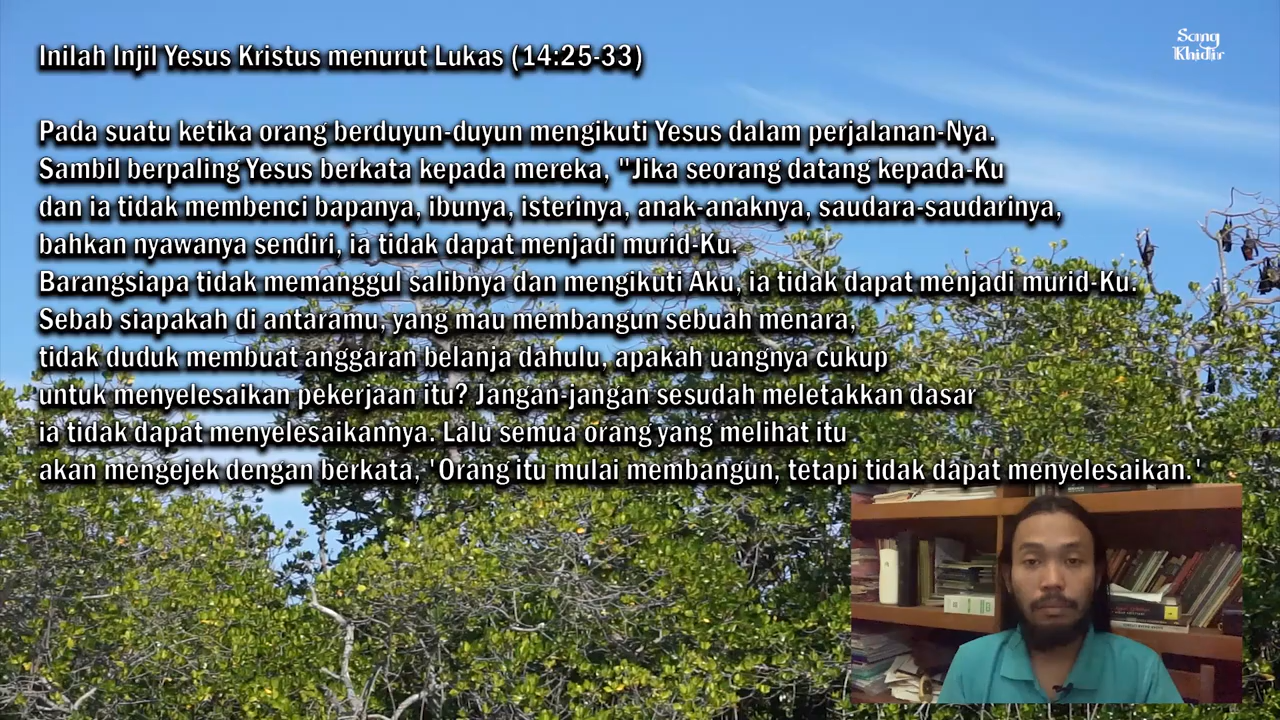 Inilah Injil Yesus Kristus menurut Lukas (14:25-33)
Sang
Khidir
Pada suatu ketika orang berduyun-duyun mengikuti Yesus dalam perjalanan-Nya.
Sambil berpaling Yesus berkata kepada mereka, "Jika seorang datang kepada-Ku
dan ia tidak membenci bapanya, ibunya, isterinya, anak-anaknya, saudara-saudarinya,
bahkan nyawanya sendiri, ia tidak dapat menjadi murid-Ku.
Barangsiapa tidak memanggul salibnya dan mengikuti Aku, ia tidak dapat menjadi murid-Ku.
Sebab siapakah di antaramu, yang mau membangun sebuah menara,
tidak duduk membuat anggaran belanja dahulu, apakah uangnya cukup
untuk menyelesaikan pekerjaan itu? Jangan-jangan sesudah meletakkan dasar
ia tidak dapat menyelesaikannya. Lalu semua orang yang melihat itu
akan mengejek dengan berkata, 'Orang itu mulai membangun, tetapi tidak dapat menyelesaikan.'